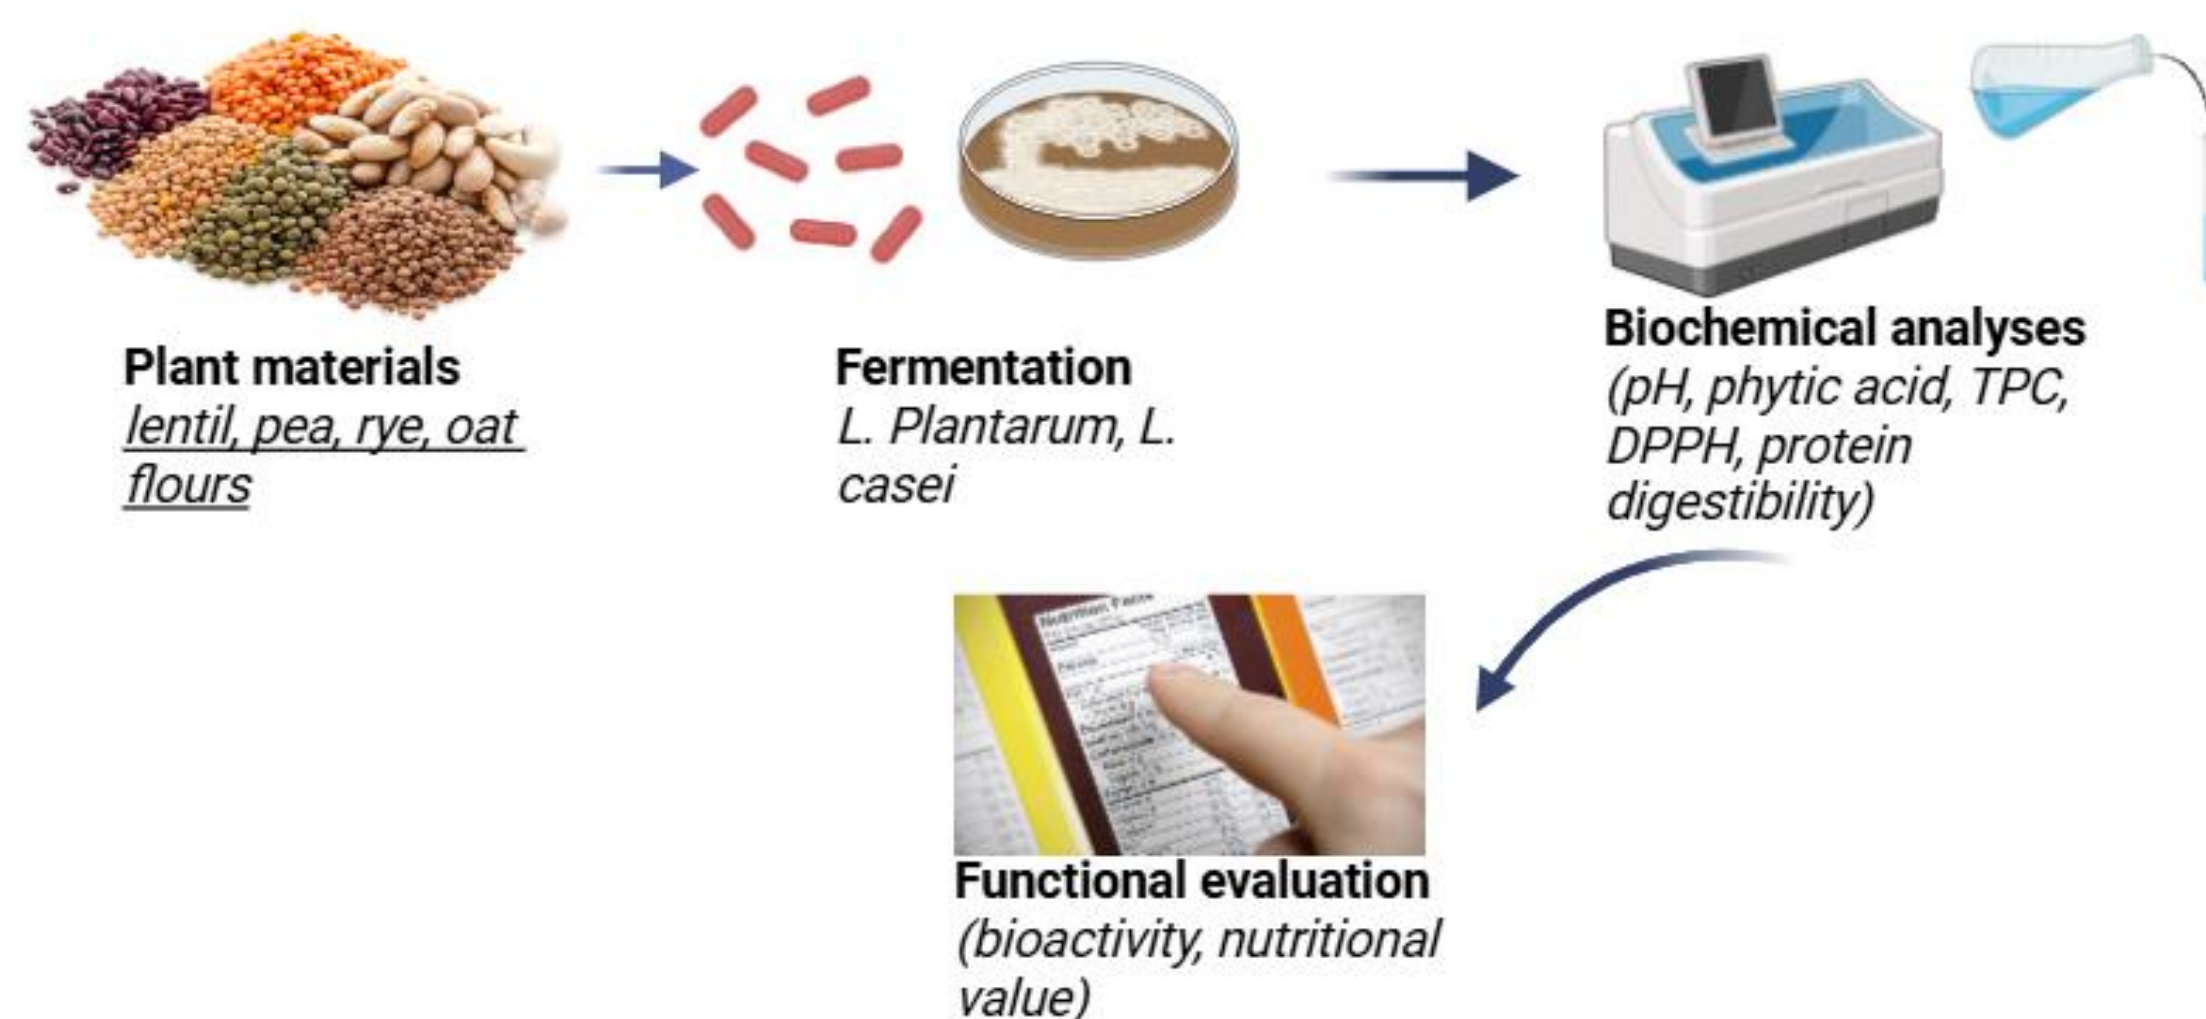 Plant materials
lentil, pea, rye, oat
flours
Fermentation
L. Plantarum, L.
casei
Biochemical analyses
(pH, phytic acid, TPC,
DPPH, protein
digestibility)
Nutrition Facts
Functional evaluation
(bioactivity, nutritional
value)